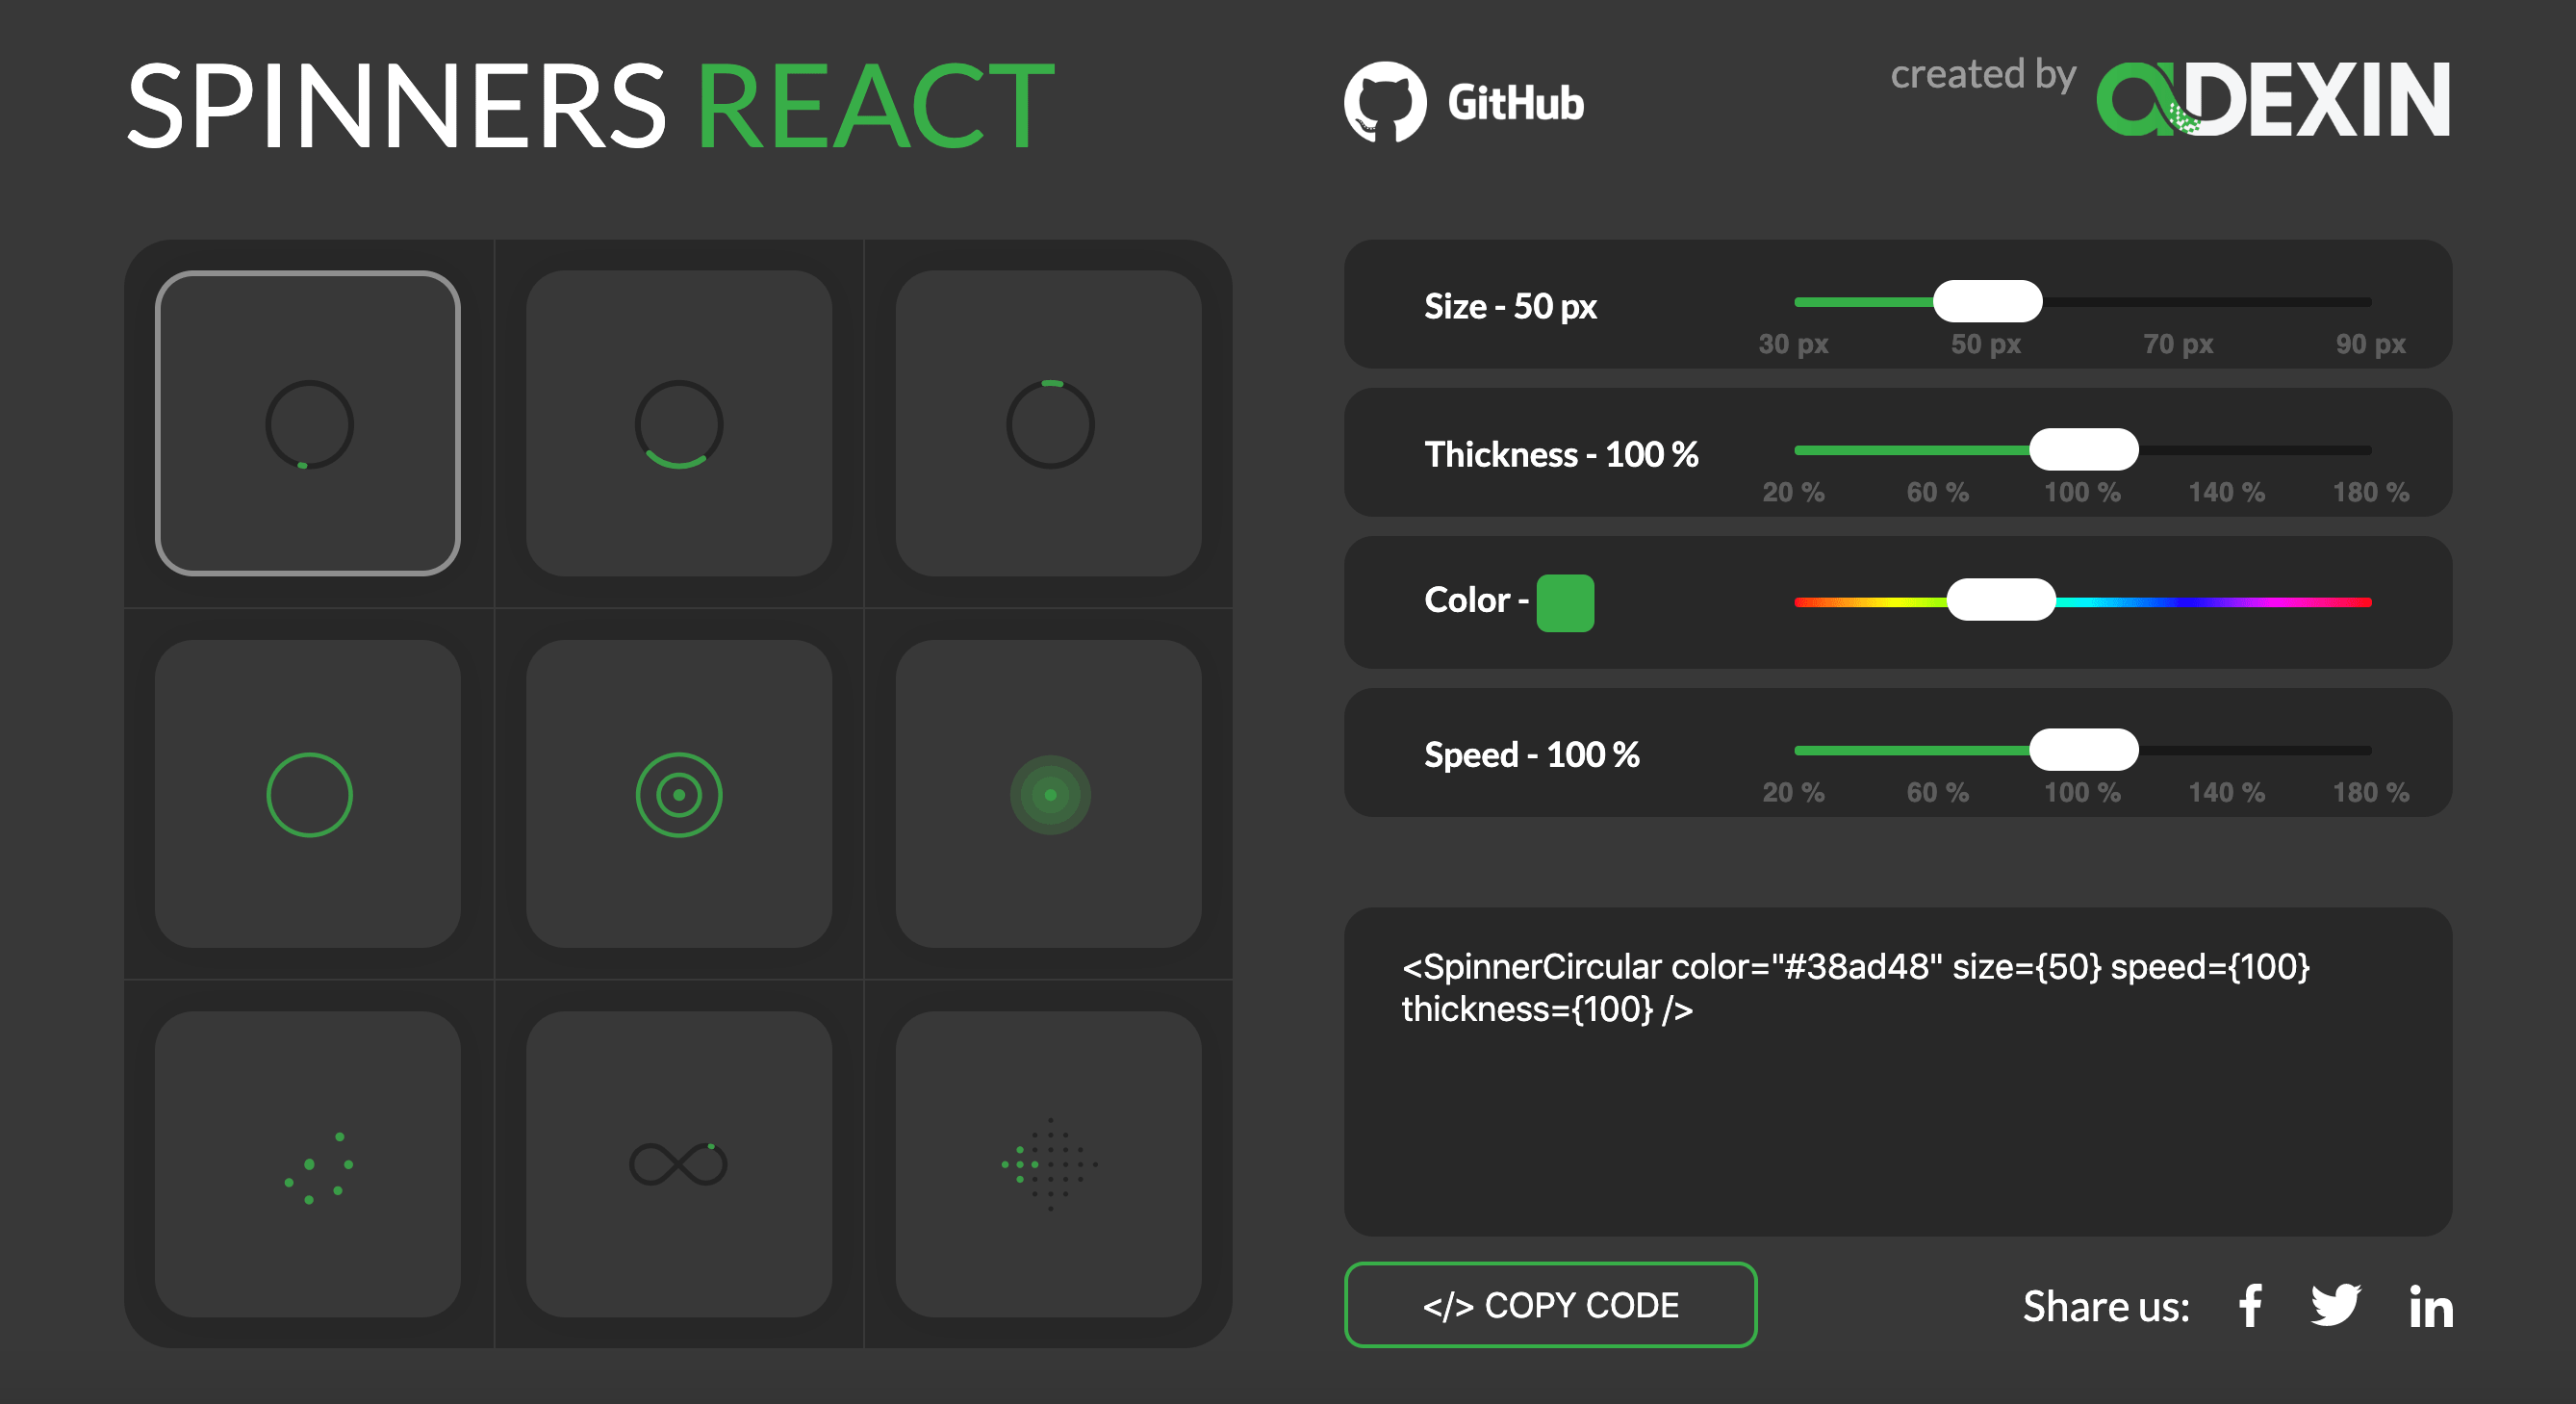 SPINNERS REACT
GitHub
created by
aDEXIN
Size - 50 px
30 px 50 px 70 px 90 px
Thickness - 100 %
20 % 60 % 100 % 140 % 180 %
Color -
Speed - 100 %
20 % 60 % 100 % 140 % 180 %
<SpinnerCircular color="#38ad48" size={50} speed={100}
thickness={100} />
</> COPY CODE
Share us: